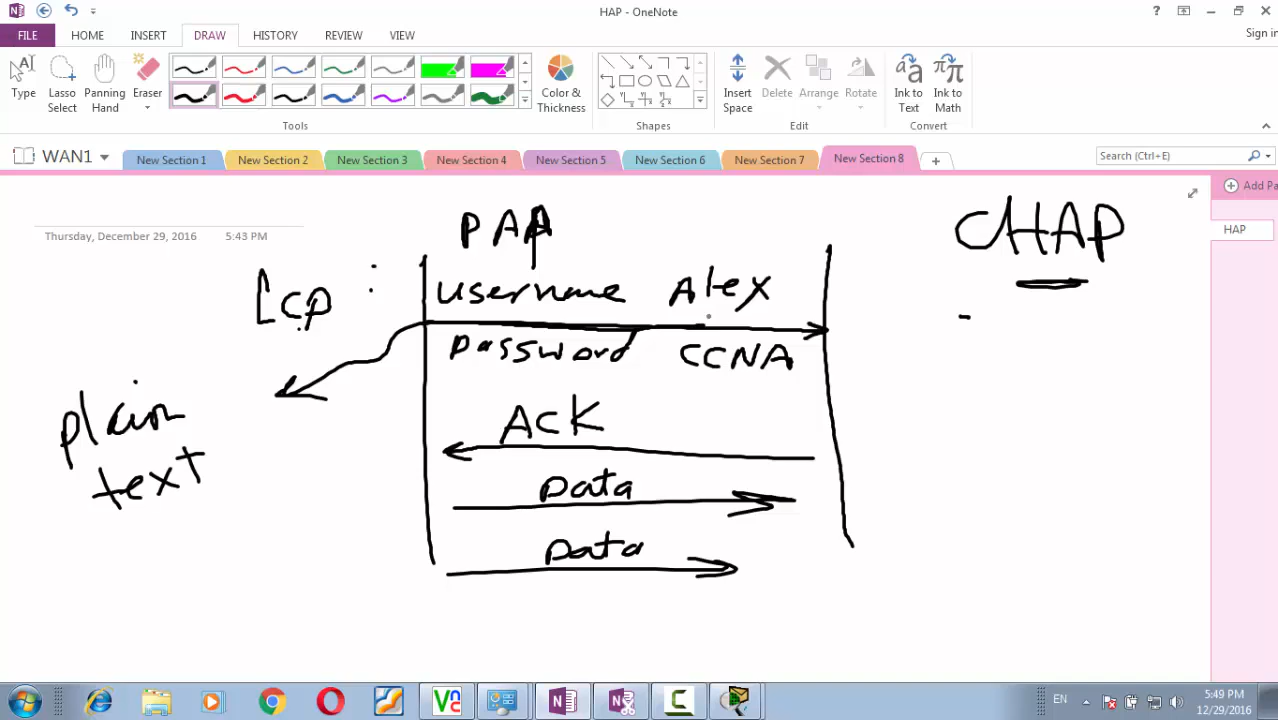 HAP - OneNote
?
FILE HOME INSERT DRAW HISTORY REVIEW VIEW
Sign in
Type
Lasso Select
Panning Hand
Eraser
Color & Thickness
Insert Space
Delete
Arrange
Rotate
Ink to Text
Ink to Math
Tools
Shapes
Edit
Convert
WAN1
New Section 1
New Section 2
New Section 3
New Section 4
New Section 5
New Section 6
New Section 7
New Section 8
Search (Ctrl+E)
Add Pa
HAP
Thursday, December 29, 2016 5:43 PM
PAP
CHAP
LCP :
username Alex
password CCNA
plain
text
ACK
Data
Data
EN
5:49 PM
12/29/2016